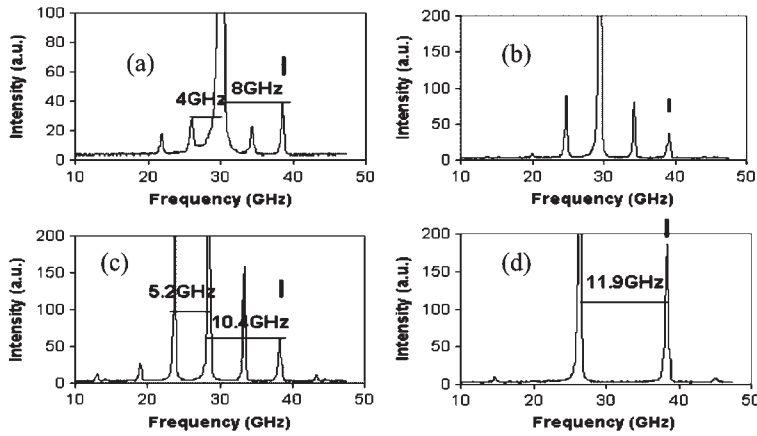 (a)
Intensity (a.u.)
100
80
60
40
20
0
4GHz
8GHz
10 20 30 40 50
Frequency (GHz)
(b)
Intensity (a.u.)
200
150
100
50
0
10 20 30 40 50
Frequency (GHz)
(c)
Intensity (a.u.)
200
150
100
50
0
5.2GHz
10.4GHz
10 20 30 40 50
Frequency (GHz)
(d)
Intensity (a.u.)
200
150
100
50
0
11.9GHz
10 20 30 40 50
Frequency (GHz)